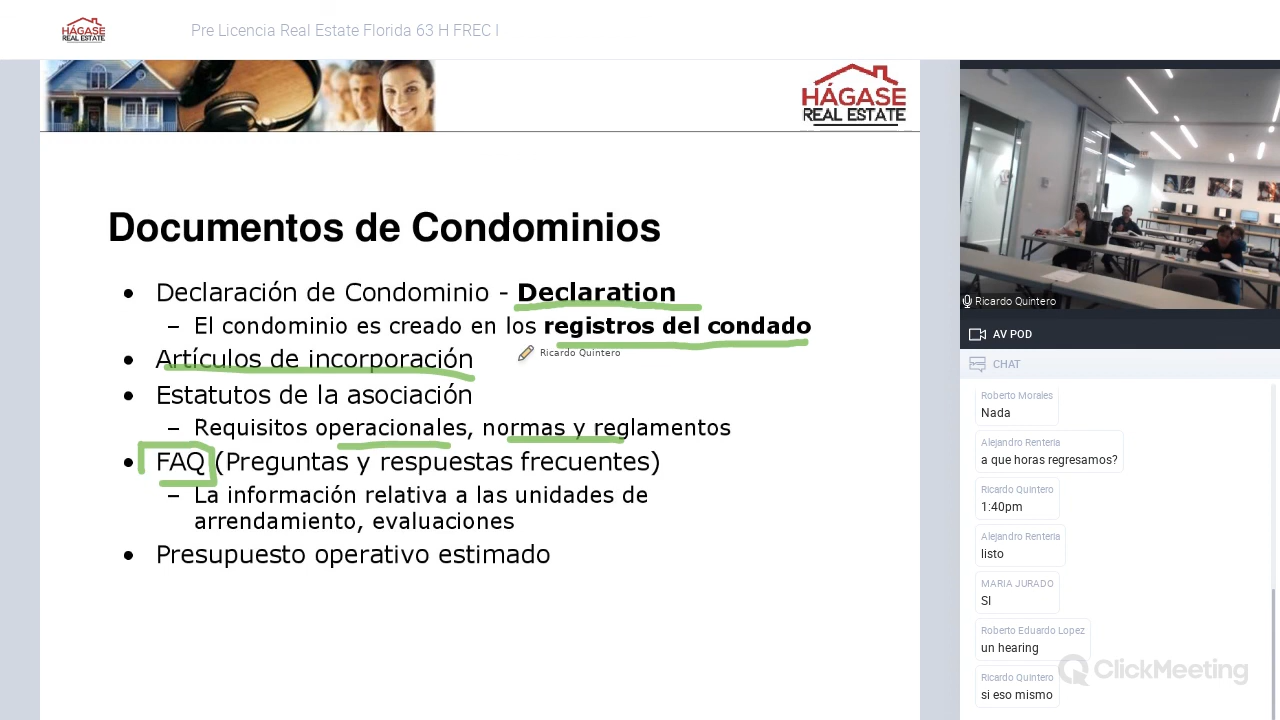 HÁGASE
REAL ESTATE
Pre Licencia Real Estate Florida 63 H FREC I
HÁGASE
REAL ESTATE
Documentos de Condominios
• Declaración de Condominio - Declaration
– El condominio es creado en los registros del condado
• Artículos de incorporación
Ricardo Quintero
• Estatutos de la asociación
– Requisitos operacionales, normas y reglamentos
• FAQ (Preguntas y respuestas frecuentes)
– La información relativa a las unidades de
arrendamiento, evaluaciones
• Presupuesto operativo estimado
Ricardo Quintero
AV POD
CHAT
Roberto Morales
Nada
Alejandro Renteria
a que horas regresamos?
Ricardo Quintero
1:40pm
Alejandro Renteria
listo
MARIA JURADO
SI
Roberto Eduardo Lopez
un hearing
Ricardo Quintero
si eso mismo
ClickMeeting